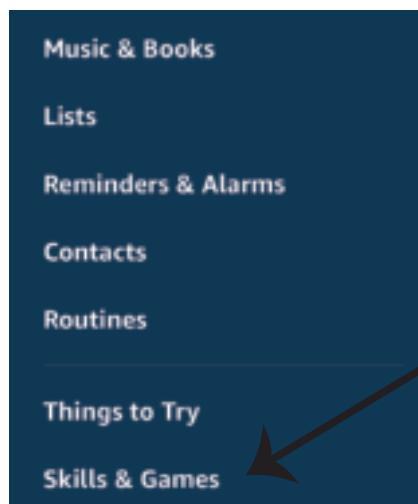 Music & Books
Lists
Reminders & Alarms
Contacts
Routines
Things to Try
Skills & Games